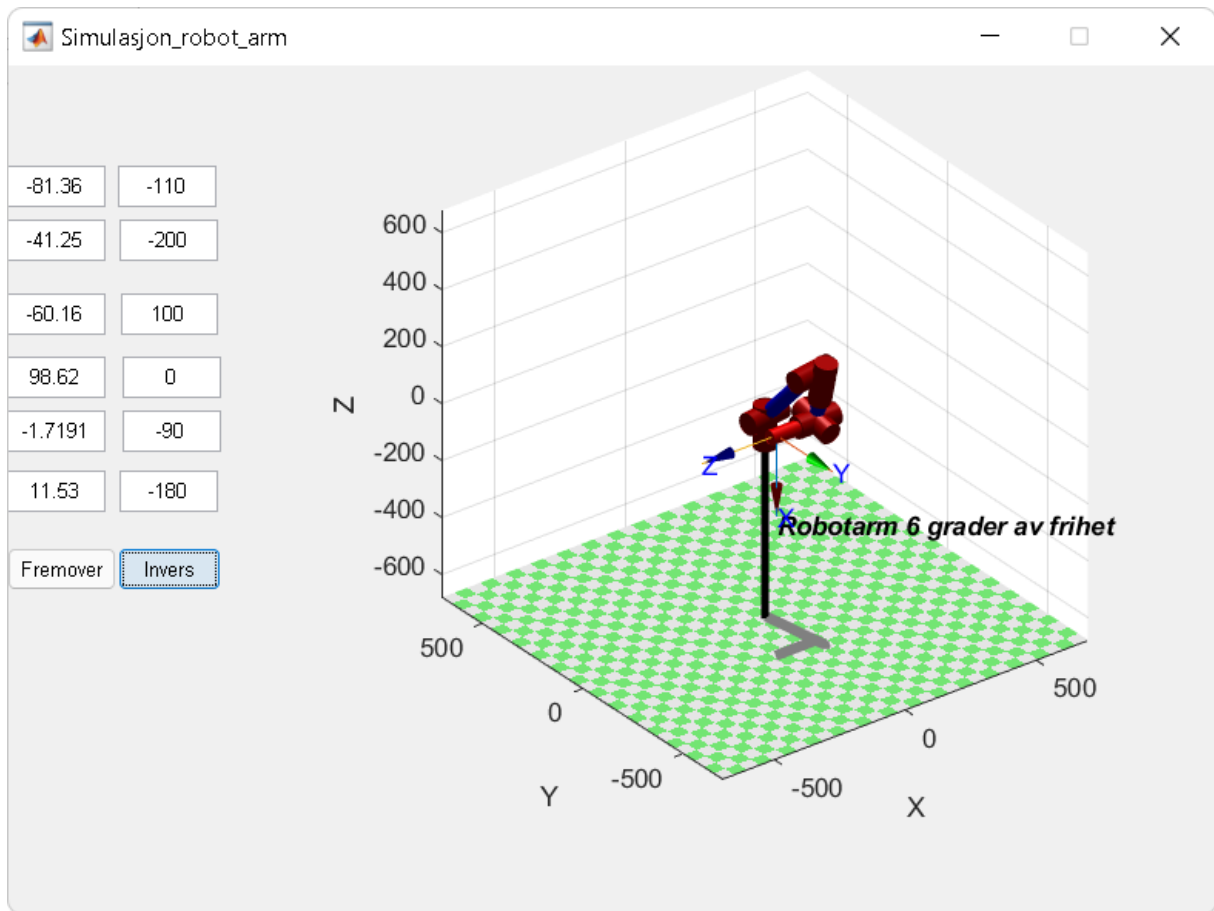 Simulasjon_robot_arm
-81.36 -110
-41.25 -200
-60.16 100
98.62 0
-1.7191 -90
11.53 -180
Fremover Invers
600
400
200
0
-200
-400
-600
Z
Z
Y
X
Robotarm 6 grader av frihet
500
0
-500
Y
500
0
-500
X